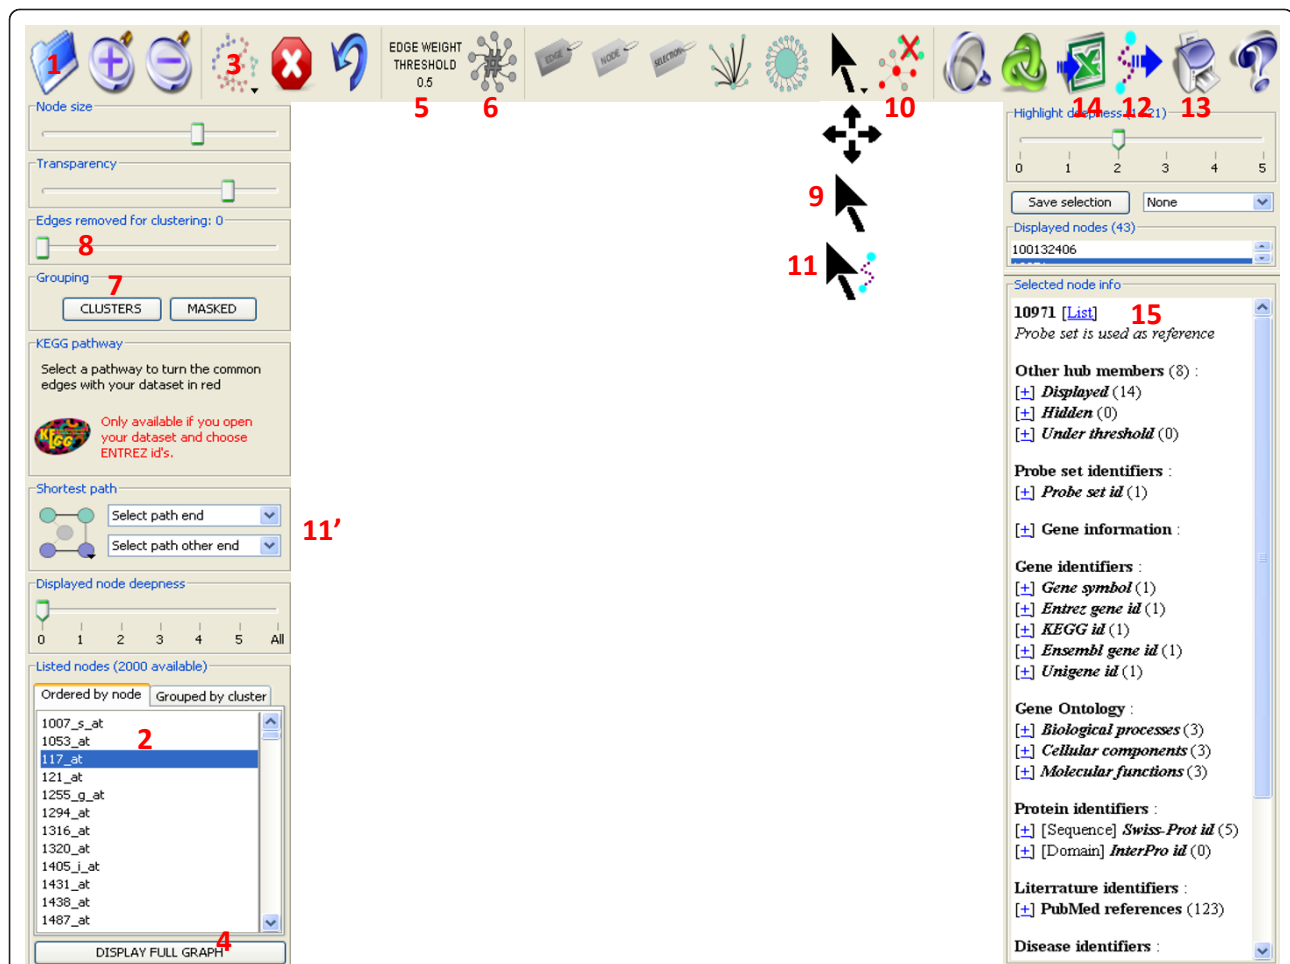 1
3
EDGE WEIGHT
THRESHOLD
0.5
5
6
EDGE
NODE
SELECTION
10
14
12
13
Node size
Transparency
Edges removed for clustering: 0
8
Grouping
7
CLUSTERS
MASKED
KEGG pathway
Select a pathway to turn the common
edges with your dataset in red
KEGG
Only available if you open
your dataset and choose
ENTREZ id's.
Shortest path
Select path end
Select path other end
11'
Displayed node deepness
0 1 2 3 4 5 All
Listed nodes (2000 available)
Ordered by node
Grouped by cluster
1007_s_at
1053_at
2
117_at
121_at
1255_g_at
1294_at
1316_at
1320_at
1405_i_at
1431_at
1438_at
1487_at
4
DISPLAY FULL GRAPH
9
11
Highlight deepness
21)
0 1 2 3 4 5
Save selection
None
Displayed nodes (43)
100132406
Selected node info
10971 [List]
15
Probe set is used as reference
Other hub members (8) :
[+] Displayed (14)
[+] Hidden (0)
[+] Under threshold (0)
Probe set identifiers :
[+] Probe set id (1)
[+] Gene information :
Gene identifiers :
[+] Gene symbol (1)
[+] Entrez gene id (1)
[+] KEGG id (1)
[+] Ensembl gene id (1)
[+] Unigene id (1)
Gene Ontology :
[+] Biological processes (3)
[+] Cellular components (3)
[+] Molecular functions (3)
Protein identifiers :
[+] [Sequence] Swiss-Prot id (5)
[+] [Domain] InterPro id (0)
Literrature identifiers :
[+] PubMed references (123)
Disease identifiers :